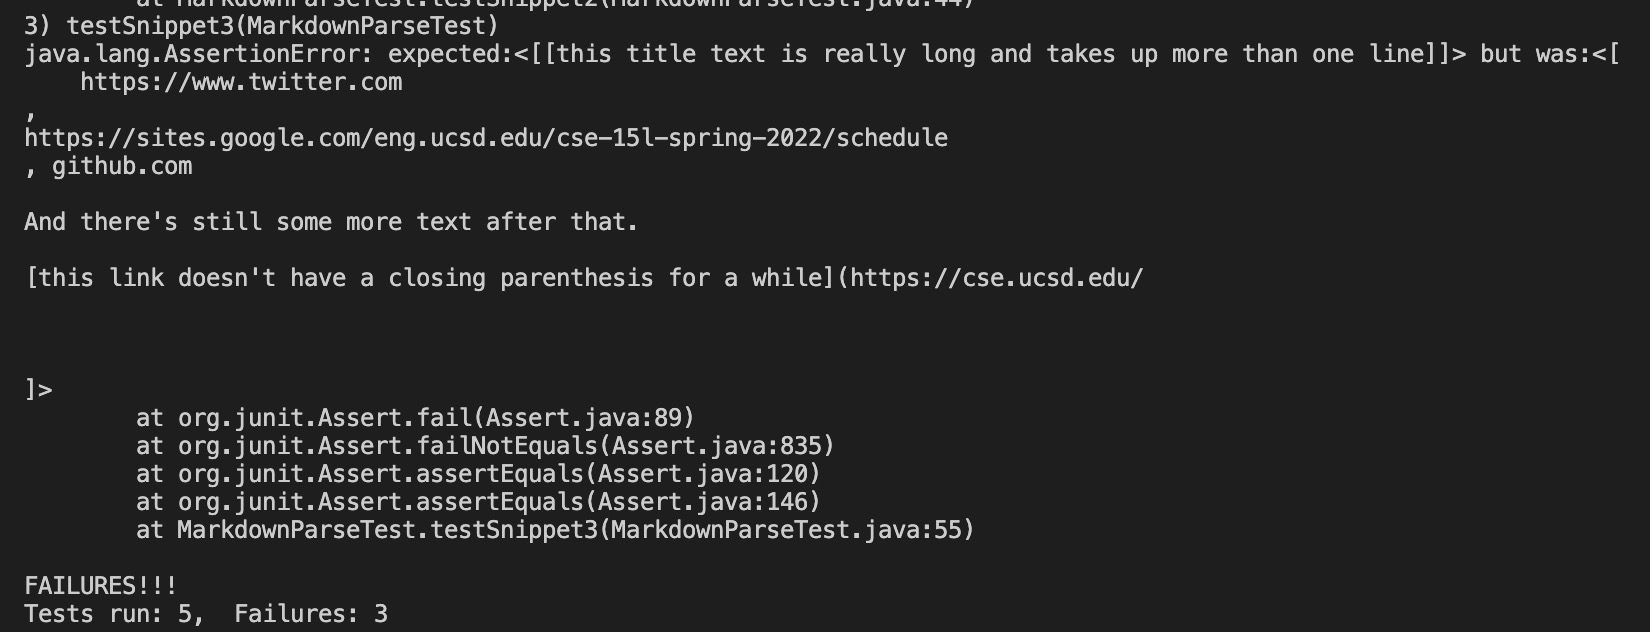 at MarkdownParseTest.testSnippet2(MarkdownParseTest.java:44)
3) testSnippet3(MarkdownParseTest)
java.lang.AssertionError: expected:<[[this title text is really long and takes up more than one line]]> but was:<[
https://www.twitter.com
,
https://sites.google.com/eng.ucsd.edu/cse-15l-spring-2022/schedule
, github.com
And there's still some more text after that.
[this link doesn't have a closing parenthesis for a while](https://cse.ucsd.edu/
]>
at org.junit.Assert.fail(Assert.java:89)
at org.junit.Assert.failNotEquals(Assert.java:835)
at org.junit.Assert.assertEquals(Assert.java:120)
at org.junit.Assert.assertEquals(Assert.java:146)
at MarkdownParseTest.testSnippet3(MarkdownParseTest.java:55)
FAILURES!!!
Tests run: 5,  Failures: 3